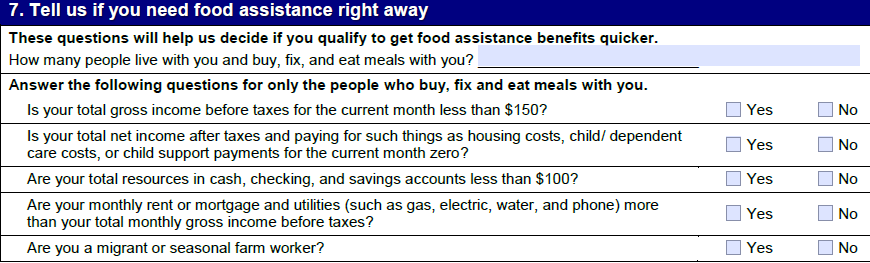 7. Tell us if you need food assistance right away
These questions will help us decide if you qualify to get food assistance benefits quicker.
How many people live with you and buy, fix, and eat meals with you?
Answer the following questions for only the people who buy, fix and eat meals with you.
Is your total gross income before taxes for the current month less than $150? Yes No
Is your total net income after taxes and paying for such things as housing costs, child/ dependent
care costs, or child support payments for the current month zero? Yes No
Are your total resources in cash, checking, and savings accounts less than $100? Yes No
Are your monthly rent or mortgage and utilities (such as gas, electric, water, and phone) more
than your total monthly gross income before taxes? Yes No
Are you a migrant or seasonal farm worker? Yes No